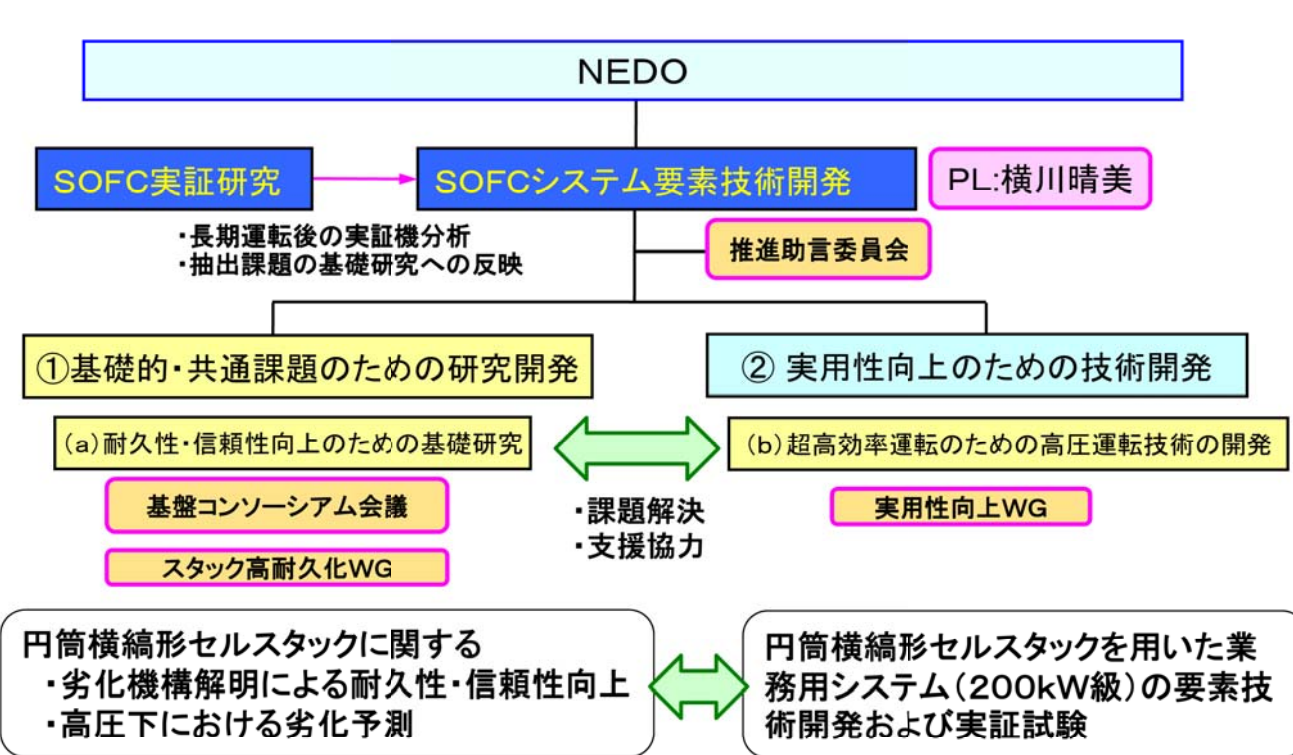 NEDO
SOFC実証研究
SOFCシステム要素技術開発
PL:横川晴美
・長期運転後の実証機分析
・抽出課題の基礎研究への反映
推進助言委員会
①基礎的・共通課題のための研究開発
② 実用性向上のための技術開発
(a)耐久性・信頼性向上のための基礎研究
(b)超高効率運転のための高圧運転技術の開発
基盤コンソーシアム会議
スタック高耐久化WG
・課題解決
・支援協力
実用性向上WG
円筒横縞形セルスタックに関する
・劣化機構解明による耐久性・信頼性向上
・高圧下における劣化予測
円筒横縞形セルスタックを用いた業
務用システム(200kW級)の要素技
術開発および実証試験